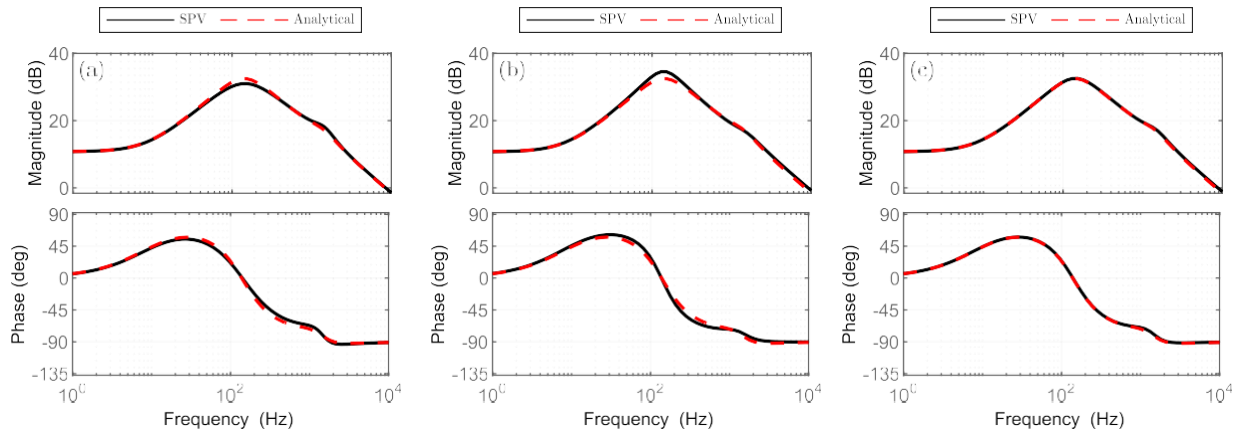 SPV Analytical
40
20
0
Magnitude (dB)
(a)
90
45
0
-45
-90
-135
Phase (deg)
10^0 10^2 10^4
Frequency (Hz)
SPV Analytical
40
20
0
Magnitude (dB)
(b)
90
45
0
-45
-90
-135
Phase (deg)
10^0 10^2 10^4
Frequency (Hz)
SPV Analytical
40
20
0
Magnitude (dB)
(c)
90
45
0
-45
-90
-135
Phase (deg)
10^0 10^2 10^4
Frequency (Hz)